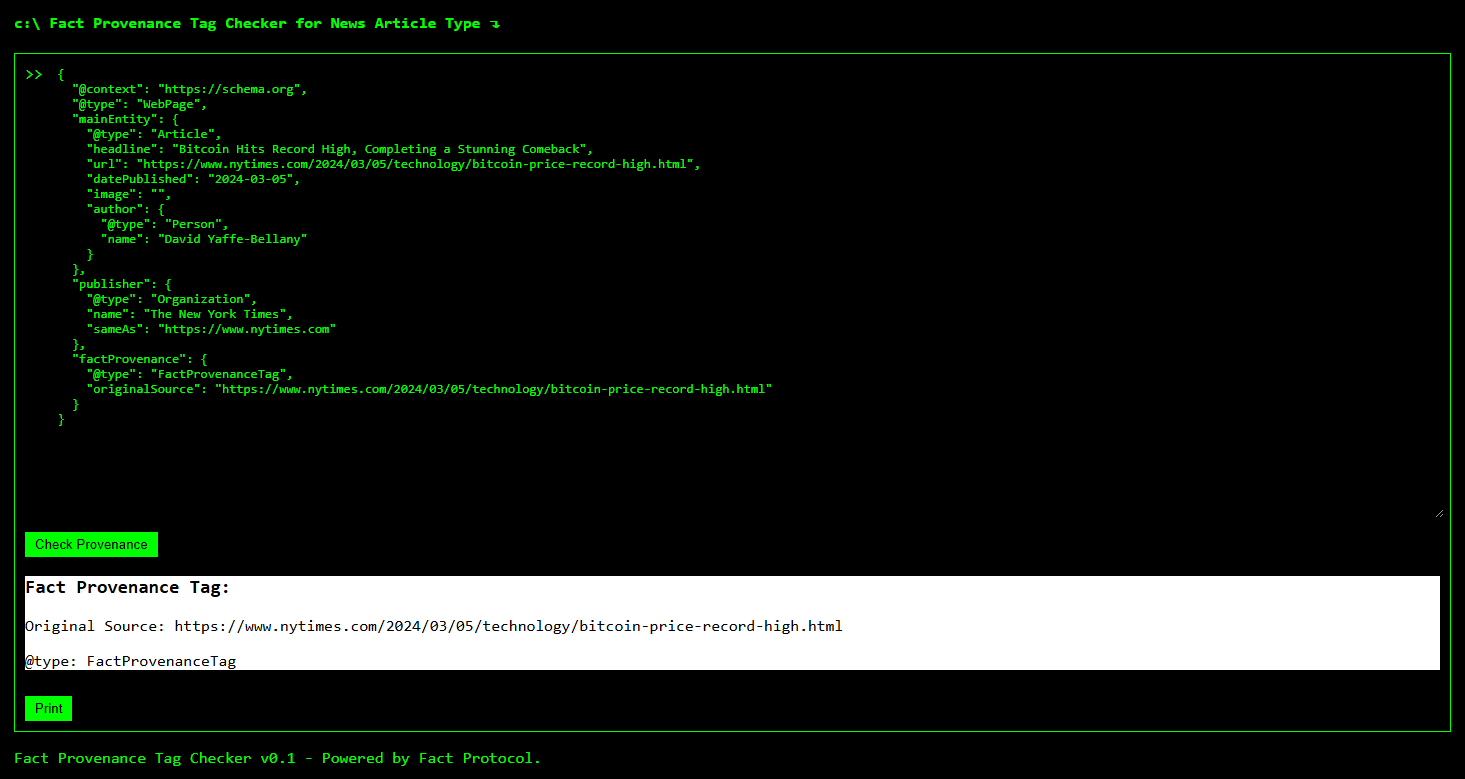 c:\ Fact Provenance Tag Checker for News Article Type ↴
>> {
  "@context": "https://schema.org",
  "@type": "WebPage",
  "mainEntity": {
    "@type": "Article",
    "headline": "Bitcoin Hits Record High, Completing a Stunning Comeback",
    "url": "https://www.nytimes.com/2024/03/05/technology/bitcoin-price-record-high.html",
    "datePublished": "2024-03-05",
    "image": "",
    "author": {
      "@type": "Person",
      "name": "David Yaffe-Bellany"
    }
  },
  "publisher": {
    "@type": "Organization",
    "name": "The New York Times",
    "sameAs": "https://www.nytimes.com"
  },
  "factProvenance": {
    "@type": "FactProvenanceTag",
    "originalSource": "https://www.nytimes.com/2024/03/05/technology/bitcoin-price-record-high.html"
  }
}
Check Provenance
Fact Provenance Tag:
Original Source: https://www.nytimes.com/2024/03/05/technology/bitcoin-price-record-high.html
@type: FactProvenanceTag
Print
Fact Provenance Tag Checker v0.1 - Powered by Fact Protocol.